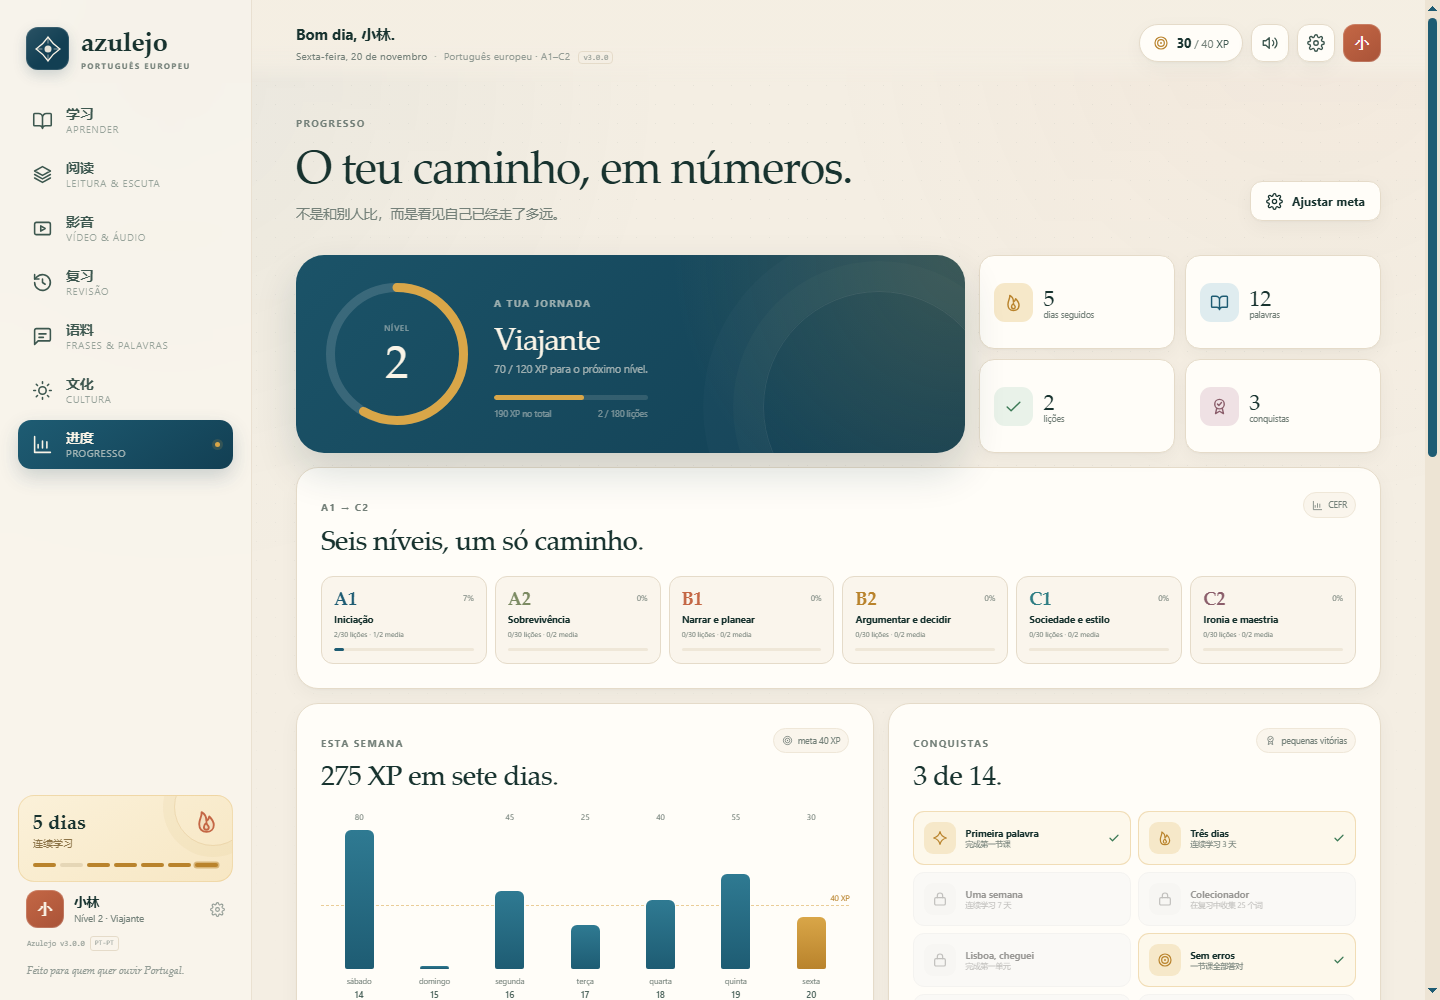 azulejo
PORTUGUÊS EUROPEU
学习
APRENDER
阅读
LEITURA & ESCUTA
影音
VÍDEO & ÁUDIO
复习
REVISÃO
语料
FRASES & PALAVRAS
文化
CULTURA
进度
PROGRESSO
5 dias
连续学习
小
小林
Nível 2 · Viajante
Azulejo v3.0.0 PT-PT
Feito para quem quer ouvir Portugal.
Bom dia, 小林.
Sexta-feira, 20 de novembro · Português europeu · A1–C2 v3.0.0
30 / 40 XP
小
PROGRESSO
O teu caminho, em números.
不是和别人比，而是看见自己已经走了多远。
Ajustar meta
NÍVEL
2
A TUA JORNADA
Viajante
70 / 120 XP para o próximo nível.
190 XP no total 2 / 180 lições
5
dias seguidos
12
palavras
2
lições
3
conquistas
A1 → C2
Seis níveis, um só caminho.
CEFR
A1 7%
Iniciação
2/30 lições · 1/2 media
A2 0%
Sobrevivência
0/30 lições · 0/2 media
B1 0%
Narrar e planear
0/30 lições · 0/2 media
B2 0%
Argumentar e decidir
0/30 lições · 0/2 media
C1 0%
Sociedade e estilo
0/30 lições · 0/2 media
C2 0%
Ironia e maestria
0/30 lições · 0/2 media
ESTA SEMANA
275 XP em sete dias.
meta 40 XP
80 45 25 40 55 30
40 XP
sábado domingo segunda terça quarta quinta sexta
14 15 16 17 18 19 20
CONQUISTAS
3 de 14.
pequenas vitórias
Primeira palavra
完成第一节课
Três dias
连续学习 3 天
Uma semana
连续学习 7 天
Colecionador
在复习中收集 25 个词
Lisboa, cheguei
完成第一单元
Sem erros
一节课全部答对